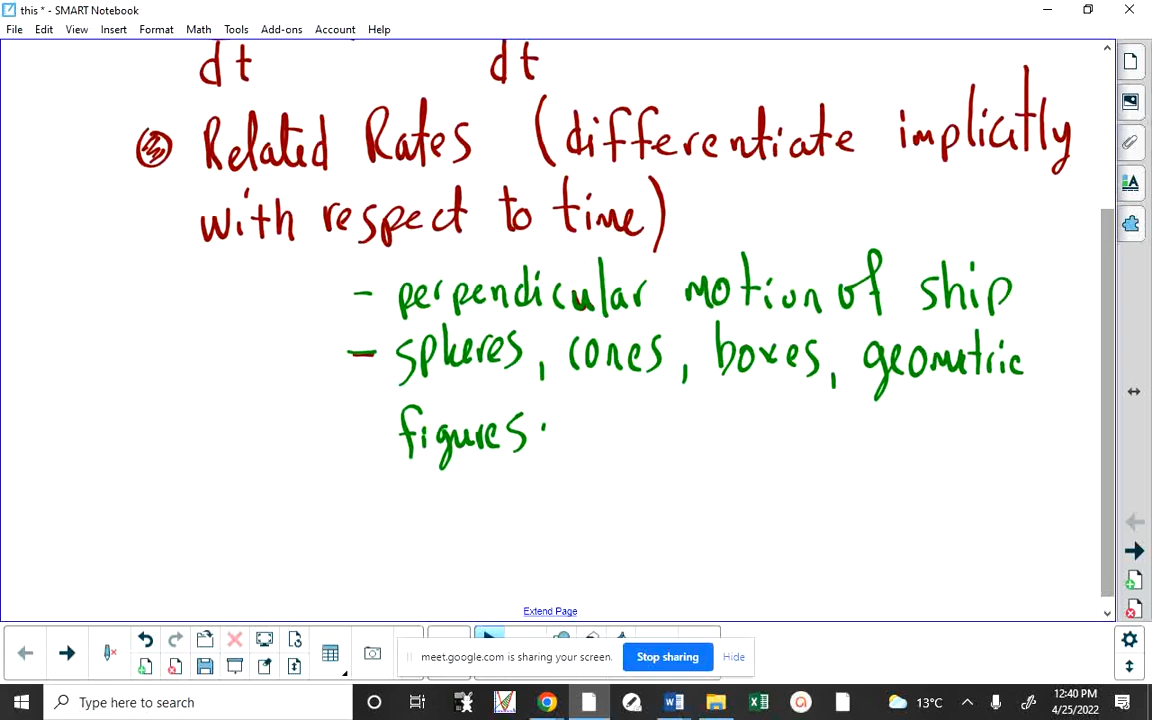 this * - SMART Notebook
File Edit View Insert Format Math Tools Add-ons Account Help
dt dt
Related Rates (differentiate implicitly
with respect to time)
- perpendicular motion of ship
- spheres, cones, boxes, geometric
figures.
Extend Page
meet.google.com is sharing your screen. Stop sharing Hide
Type here to search
13°C
12:40 PM
4/25/2022